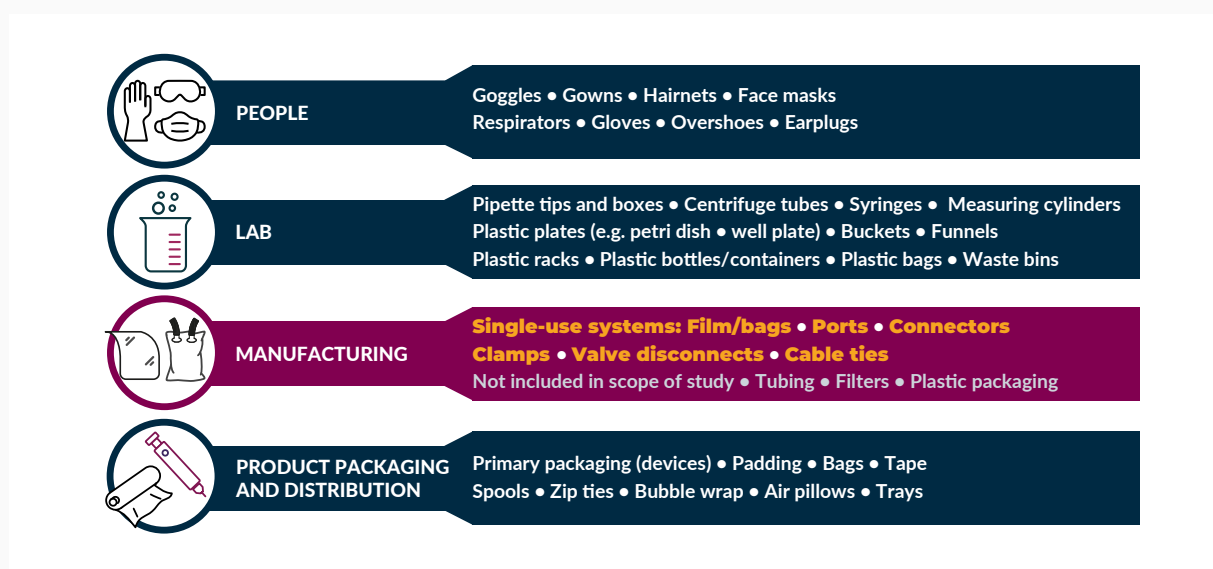 PEOPLE
Goggles ● Gowns ● Hairnets ● Face masks
Respirators ● Gloves ● Overshoes ● Earplugs
LAB
Pipette tips and boxes ● Centrifuge tubes ● Syringes ● Measuring cylinders
Plastic plates (e.g. petri dish ● well plate) ● Buckets ● Funnels
Plastic racks ● Plastic bottles/containers ● Plastic bags ● Waste bins
MANUFACTURING
Single-use systems: Film/bags ● Ports ● Connectors
Clamps ● Valve disconnects ● Cable ties
Not included in scope of study ● Tubing ● Filters ● Plastic packaging
PRODUCT PACKAGING
AND DISTRIBUTION
Primary packaging (devices) ● Padding ● Bags ● Tape
Spools ● Zip ties ● Bubble wrap ● Air pillows ● Trays